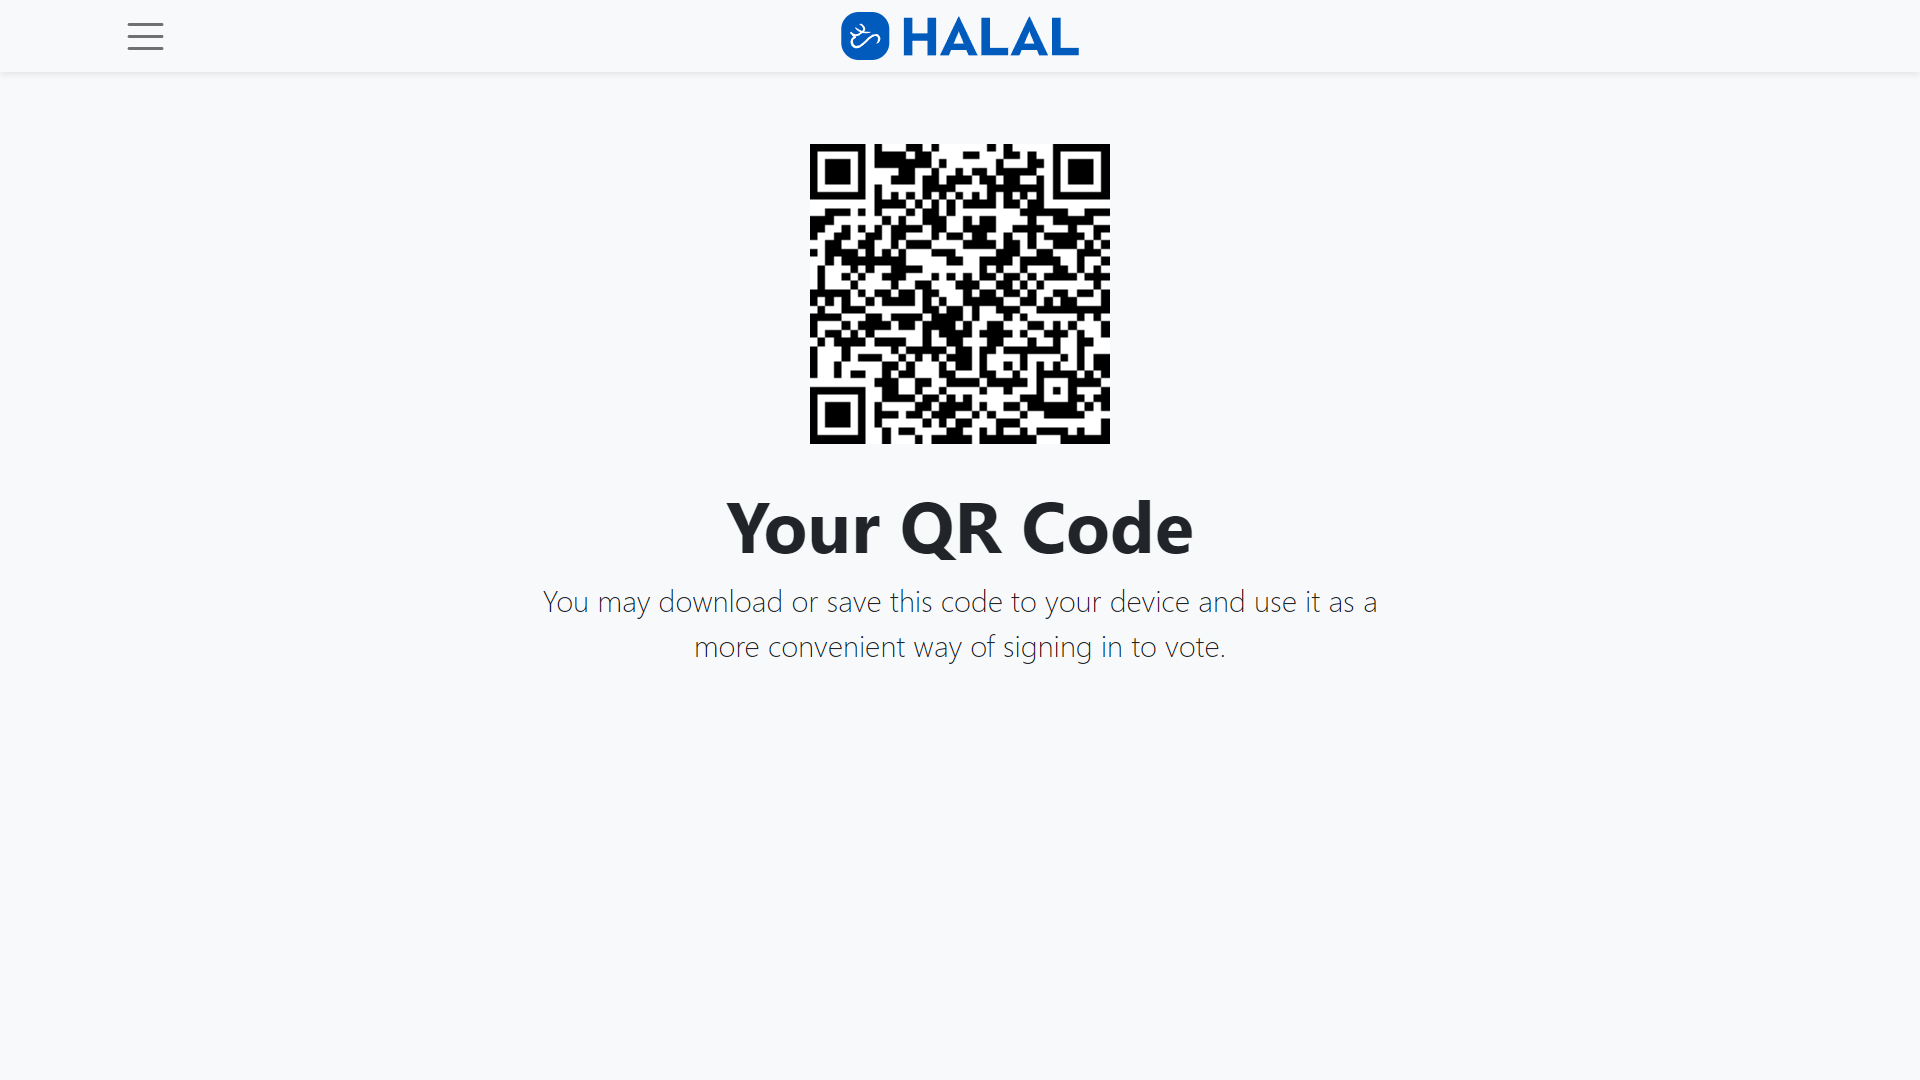 HALAL
Your QR Code
You may download or save this code to your device and use it as a
more convenient way of signing in to vote.